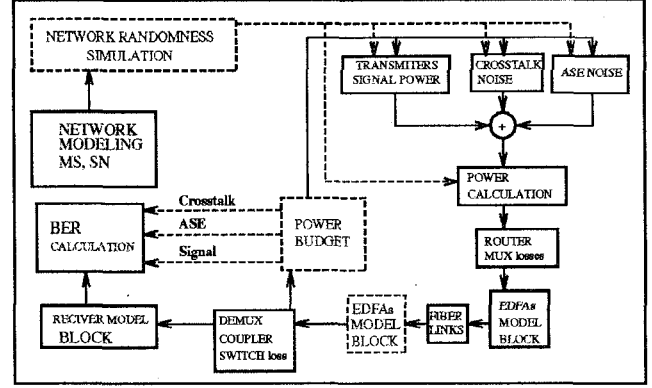 NETWORK RANDOMNESS
SIMULATION
TRANSMITERS
SIGNAL POWER
CROSSTALK
NOISE
ASE NOISE
+
NETWORK
MODELING
MS, SN
POWER
CALCULATION
Crosstalk
ASE
Signal
BER
CALCULATION
POWER
BUDGET
ROUTER
MUX losses
RECIVER MODEL
BLOCK
DEMUX
COUPLER
SWITCH loss
EDFAs
MODEL
BLOCK
FIBER
LINKS
EDFAs
MODEL
BLOCK